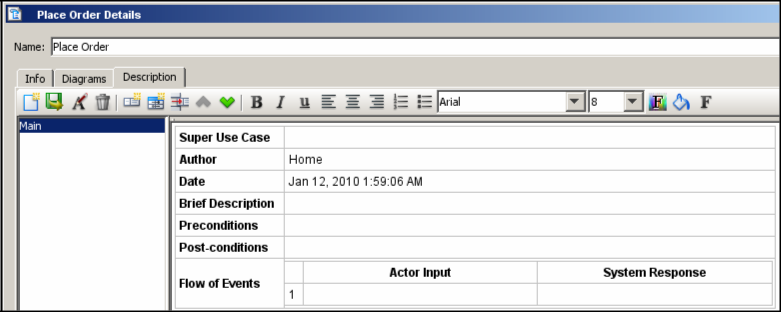 Place Order Details
Name: Place Order
Info Diagrams Description
B I u Arial 8 F F
Main
Super Use Case
Author Home
Date Jan 12, 2010 1:59:06 AM
Brief Description
Preconditions
Post-conditions
Flow of Events Actor Input System Response
1